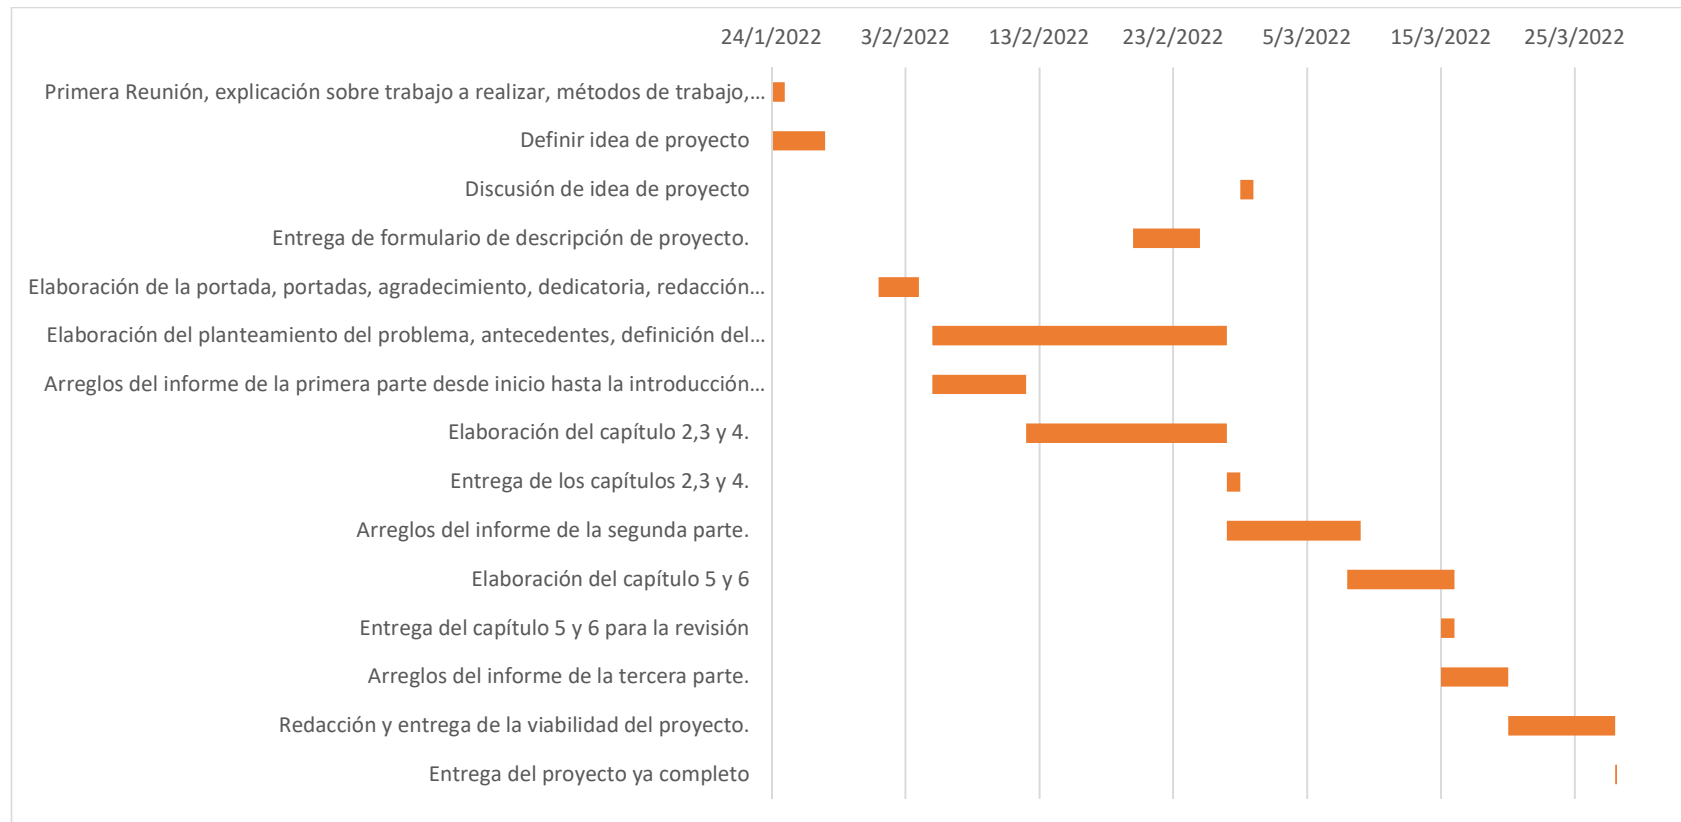 24/1/2022 3/2/2022 13/2/2022 23/2/2022 5/3/2022 15/3/2022 25/3/2022
Primera Reunión, explicación sobre trabajo a realizar, métodos de trabajo,…
Definir idea de proyecto
Discusión de idea de proyecto
Entrega de formulario de descripción de proyecto.
Elaboración de la portada, portadas, agradecimiento, dedicatoria, redacción…
Elaboración del planteamiento del problema, antecedentes, definición del…
Arreglos del informe de la primera parte desde inicio hasta la introducción…
Elaboración del capítulo 2,3 y 4.
Entrega de los capítulos 2,3 y 4.
Arreglos del informe de la segunda parte.
Elaboración del capítulo 5 y 6
Entrega del capítulo 5 y 6 para la revisión
Arreglos del informe de la tercera parte.
Redacción y entrega de la viabilidad del proyecto.
Entrega del proyecto ya completo